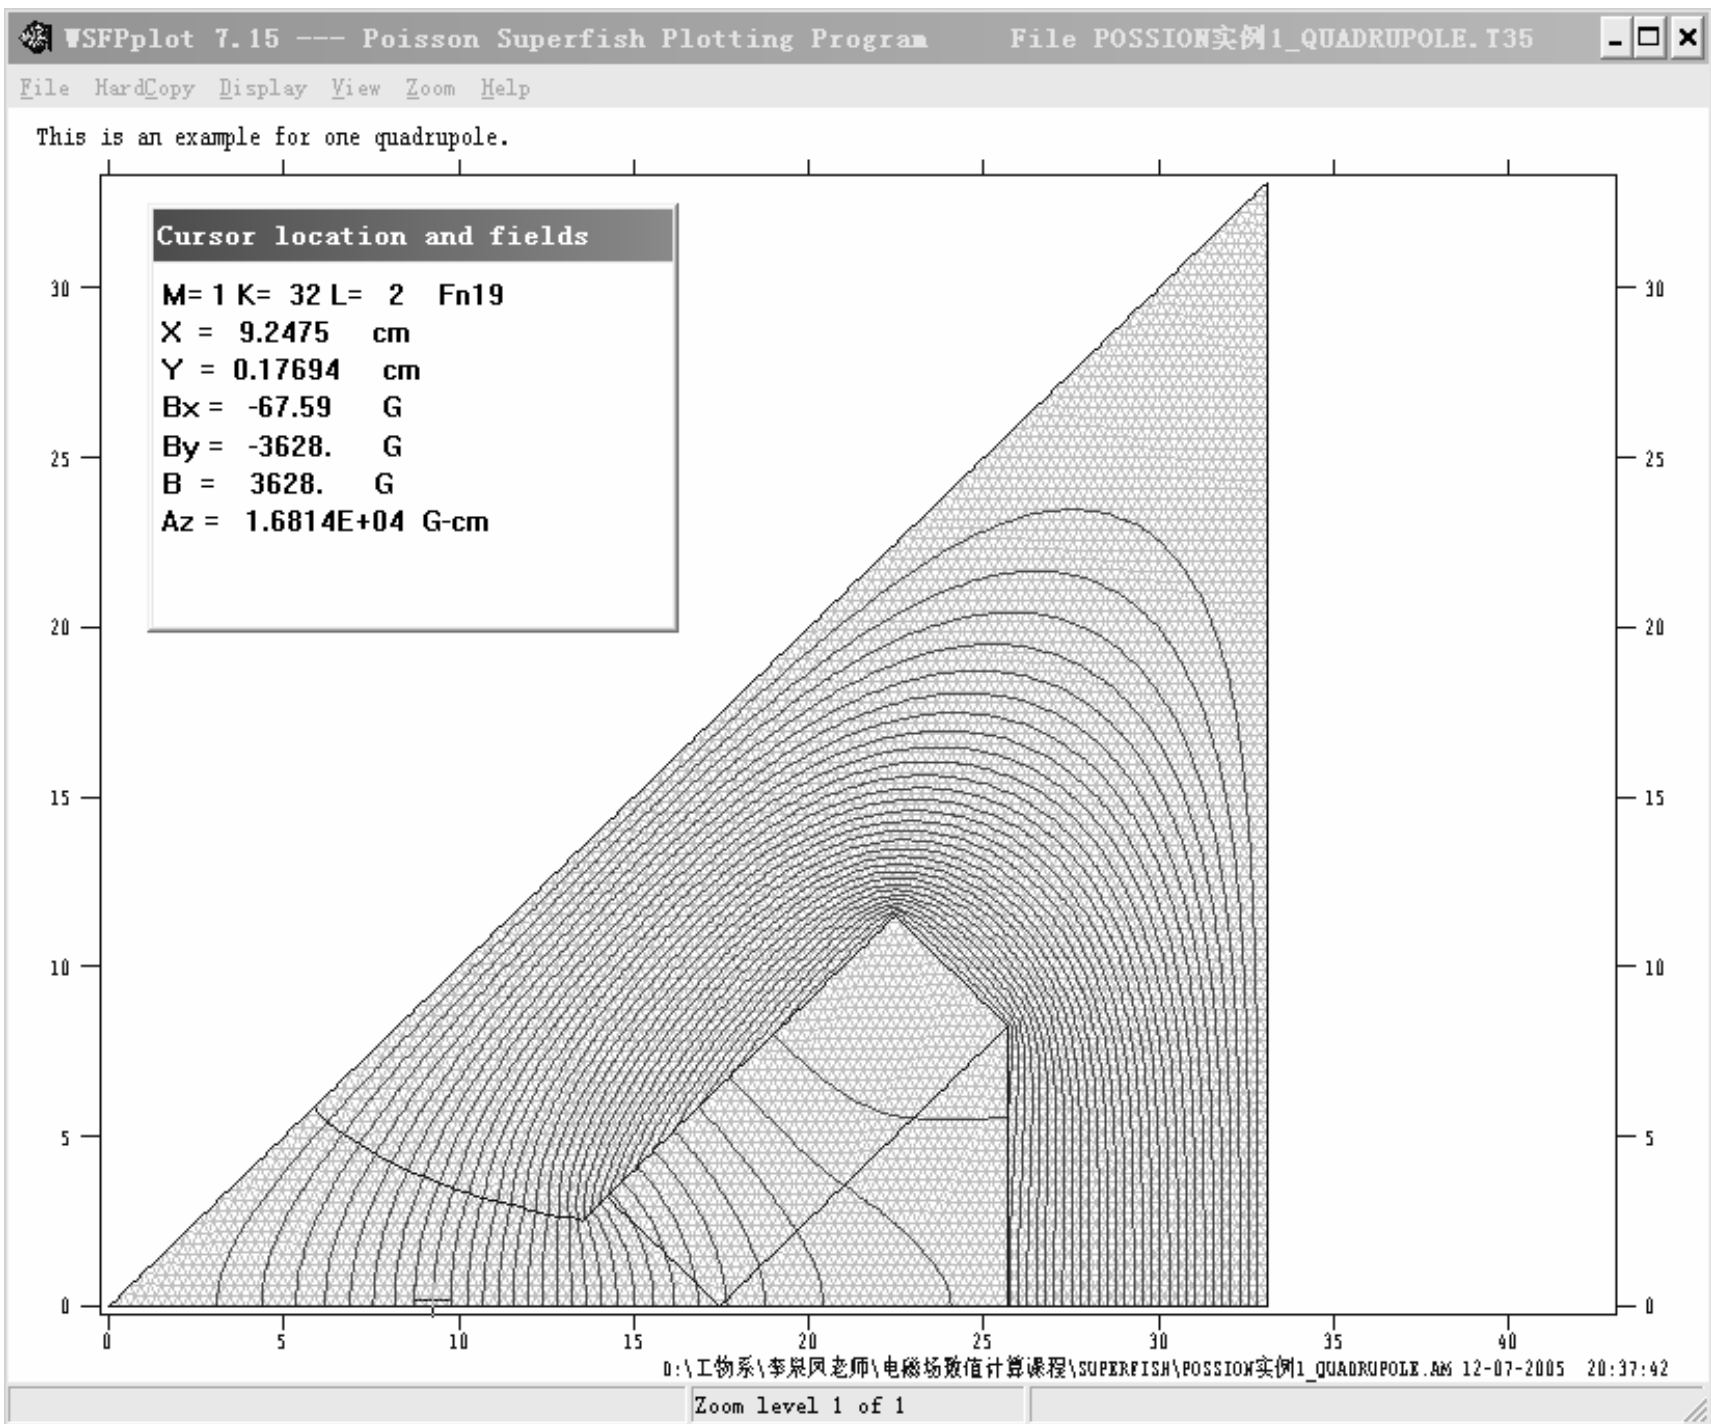 WSFPplot 7.15 --- Poisson Superfish Plotting Program File POSSION实例1_QUADRUPOLE.T35
File HardCopy Display View Zoom Help
This is an example for one quadrupole.
Cursor location and fields
M= 1 K= 32 L= 2 Fn19
X = 9.2475 cm
Y = 0.17694 cm
Bx = -67.59 G
By = -3628. G
B = 3628. G
Az = 1.6814E+04 G-cm
30 30
25 25
20 20
15 15
10 10
5 5
0 0
0 5 10 15 20 25 30 35 40
D:\工物系\李泉凤老师\电磁场数值计算课程\SUPERFISH\POSSION实例1_QUADRUPOLE.AM 12-07-2005 20:37:42
Zoom level 1 of 1